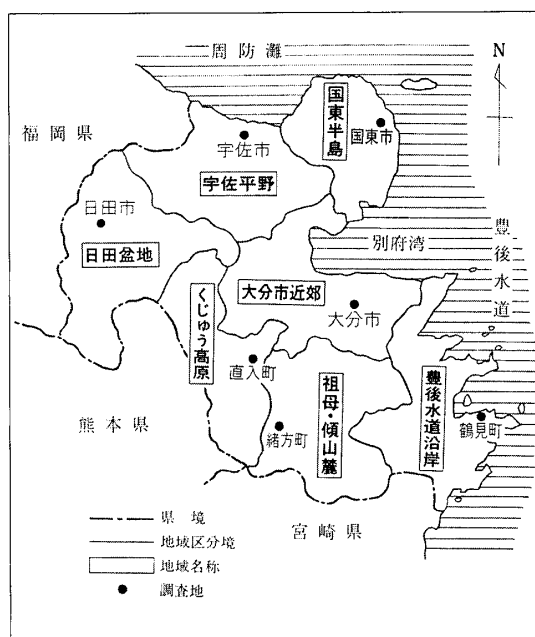 周防灘
N
福岡県
国東半島
国東市
宇佐市
宇佐平野
日田市
日田盆地
別府湾
豊後水道
大分市近郊
大分市
くじゅう高原
直入町
祖母・傾山麓
豊後水道沿岸
鶴見町
緒方町
熊本県
宮崎県
県境
地域区分境
地域名称
調査地